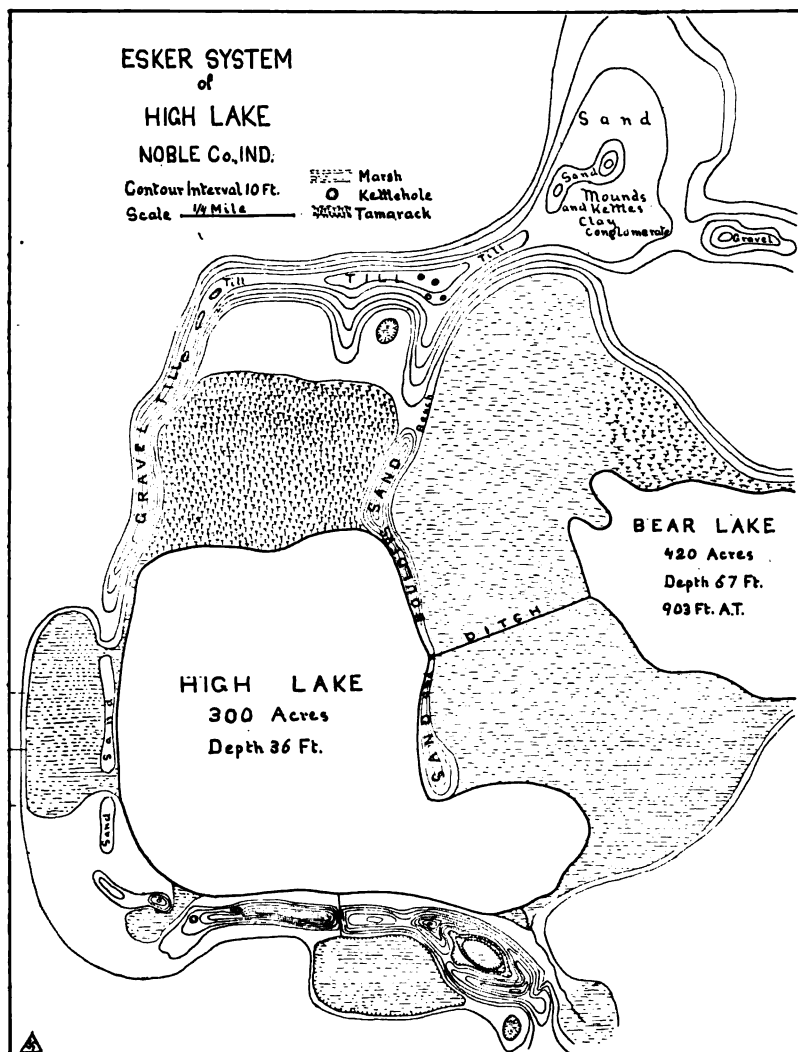 ESKER SYSTEM
of
HIGH LAKE
NOBLE Co., IND.
Contour Interval 10 Ft.
Scale 1/4 Mile
Marsh
Kettlehole
Tamarack
Sand
Sand
Mounds
and Kettles
Clay
Conglomerate
Gravel
Till
TILL
Till
TILL
GRAVEL
Beach
SAND
BOULDERS
BEAR LAKE
420 Acres
Depth 67 Ft.
903 Ft. A.T.
DITCH
HIGH LAKE
300 Acres
Depth 36 Ft.
SAND
Sand
Sand